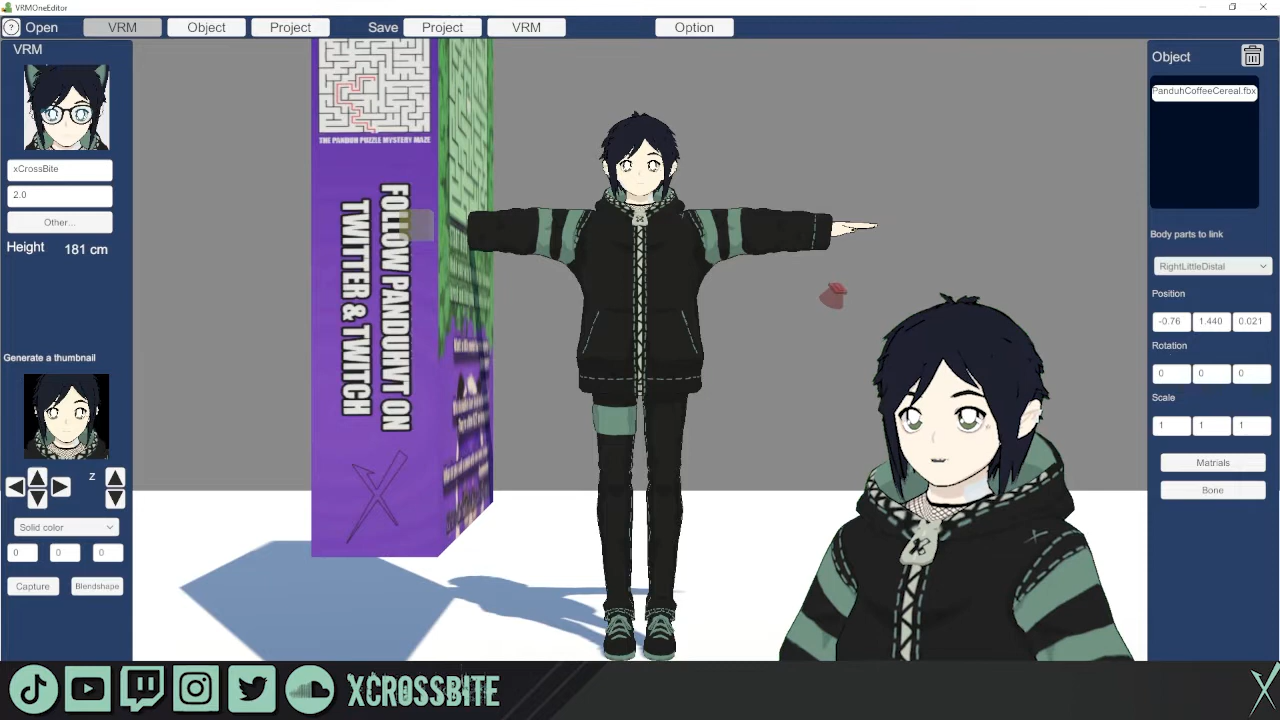 VRMOneEditor
? Open VRM Object Project Save Project VRM Option
VRM
xCrossBite
2.0
Other...
Height 181 cm
Generate a thumbnail
Z
Solid color
0 0 0
Capture Blendshape
THE PANDUH PUZZLE MYSTERY MAZE
FOLLOW PANDUHVT ON
TWITTER & TWITCH
Object
PanduhCoffeeCereal.fbx
Body parts to link
RightLittleDistal
Position
-0.76 1.440 0.021
Rotation
0 0 0
Scale
1 1 1
Matrials
Bone
XCROSSBITE